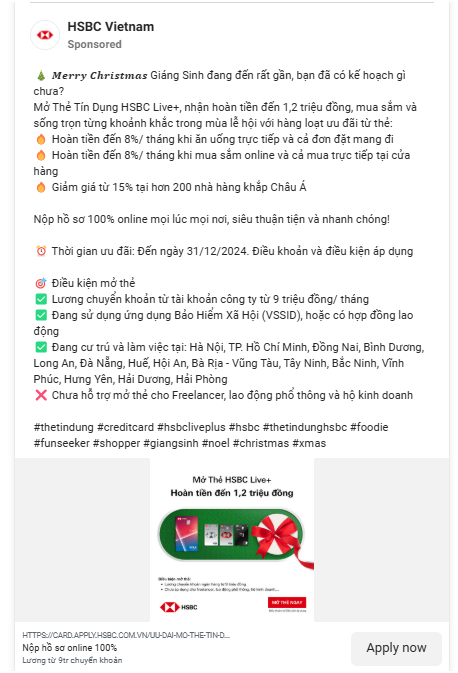 HSBC Vietnam
Sponsored
🎄 𝑴𝒆𝒓𝒓𝒚 𝑪𝒉𝒓𝒊𝒔𝒕𝒎𝒂𝒔 Giáng Sinh đang đến rất gần, bạn đã có kế hoạch gì
chưa?
Mở Thẻ Tín Dụng HSBC Live+, nhận hoàn tiền đến 1,2 triệu đồng, mua sắm và
sống trọn từng khoảnh khắc trong mùa lễ hội với hàng loạt ưu đãi từ thẻ:
🔥 Hoàn tiền đến 8%/ tháng khi ăn uống trực tiếp và cả đơn đặt mang đi
🔥 Hoàn tiền đến 8%/ tháng khi mua sắm online và cả mua trực tiếp tại cửa
hàng
🔥 Giảm giá từ 15% tại hơn 200 nhà hàng khắp Châu Á
Nộp hồ sơ 100% online mọi lúc mọi nơi, siêu thuận tiện và nhanh chóng!
⏰ Thời gian ưu đãi: Đến ngày 31/12/2024. Điều khoản và điều kiện áp dụng
🎯 Điều kiện mở thẻ
✅ Lương chuyển khoản từ tài khoản công ty từ 9 triệu đồng/ tháng
✅ Đang sử dụng ứng dụng Bảo Hiểm Xã Hội (VSSID), hoặc có hợp đồng lao
động
✅ Đang cư trú và làm việc tại: Hà Nội, TP. Hồ Chí Minh, Đồng Nai, Bình Dương,
Long An, Đà Nẵng, Huế, Hội An, Bà Rịa - Vũng Tàu, Tây Ninh, Bắc Ninh, Vĩnh
Phúc, Hưng Yên, Hải Dương, Hải Phòng
❌ Chưa hỗ trợ mở thẻ cho Freelancer, lao động phổ thông và hộ kinh doanh
#thetindung #creditcard #hsbcliveplus #hsbc #thetindunghsbc #foodie
#funseeker #shopper #giangsinh #noel #christmas #xmas
Mở Thẻ HSBC Live+
Hoàn tiền đến 1,2 triệu đồng
Điều kiện mở thẻ:
HSBC
MỞ THẺ NGAY
HTTPS://CARD.APPLY.HSBC.COM.VN/UU-DAI-MO-THE-TIN-D...
Nộp hồ sơ online 100%
Lương từ 9tr chuyển khoản
Apply now